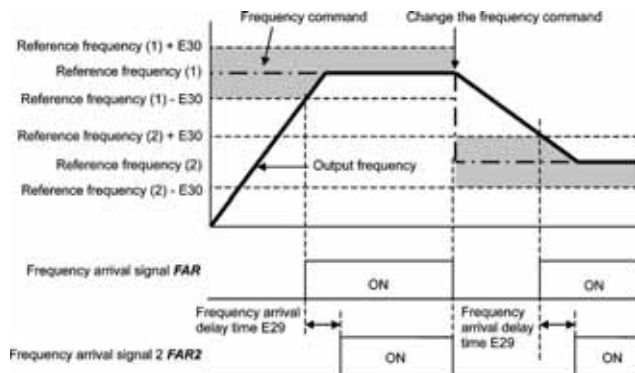 Frequency command
Change the frequency command
Reference frequency (1) + E30
Reference frequency (1)
Reference frequency (1) - E30
Reference frequency (2) + E30
Reference frequency (2)
Reference frequency (2) - E30
Output frequency
Frequency arrival signal FAR
ON
ON
Frequency arrival
delay time E29
Frequency
arrival delay
time E29
Frequency arrival signal 2 FAR2
ON
ON